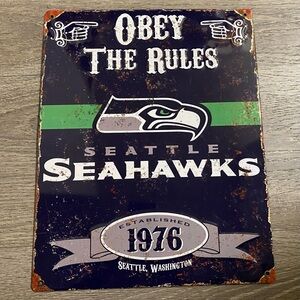 OBEY
THE RULES
SEATTLE
SEAHAWKS
ESTABLISHED
1976
SEATTLE, WASHINGTON